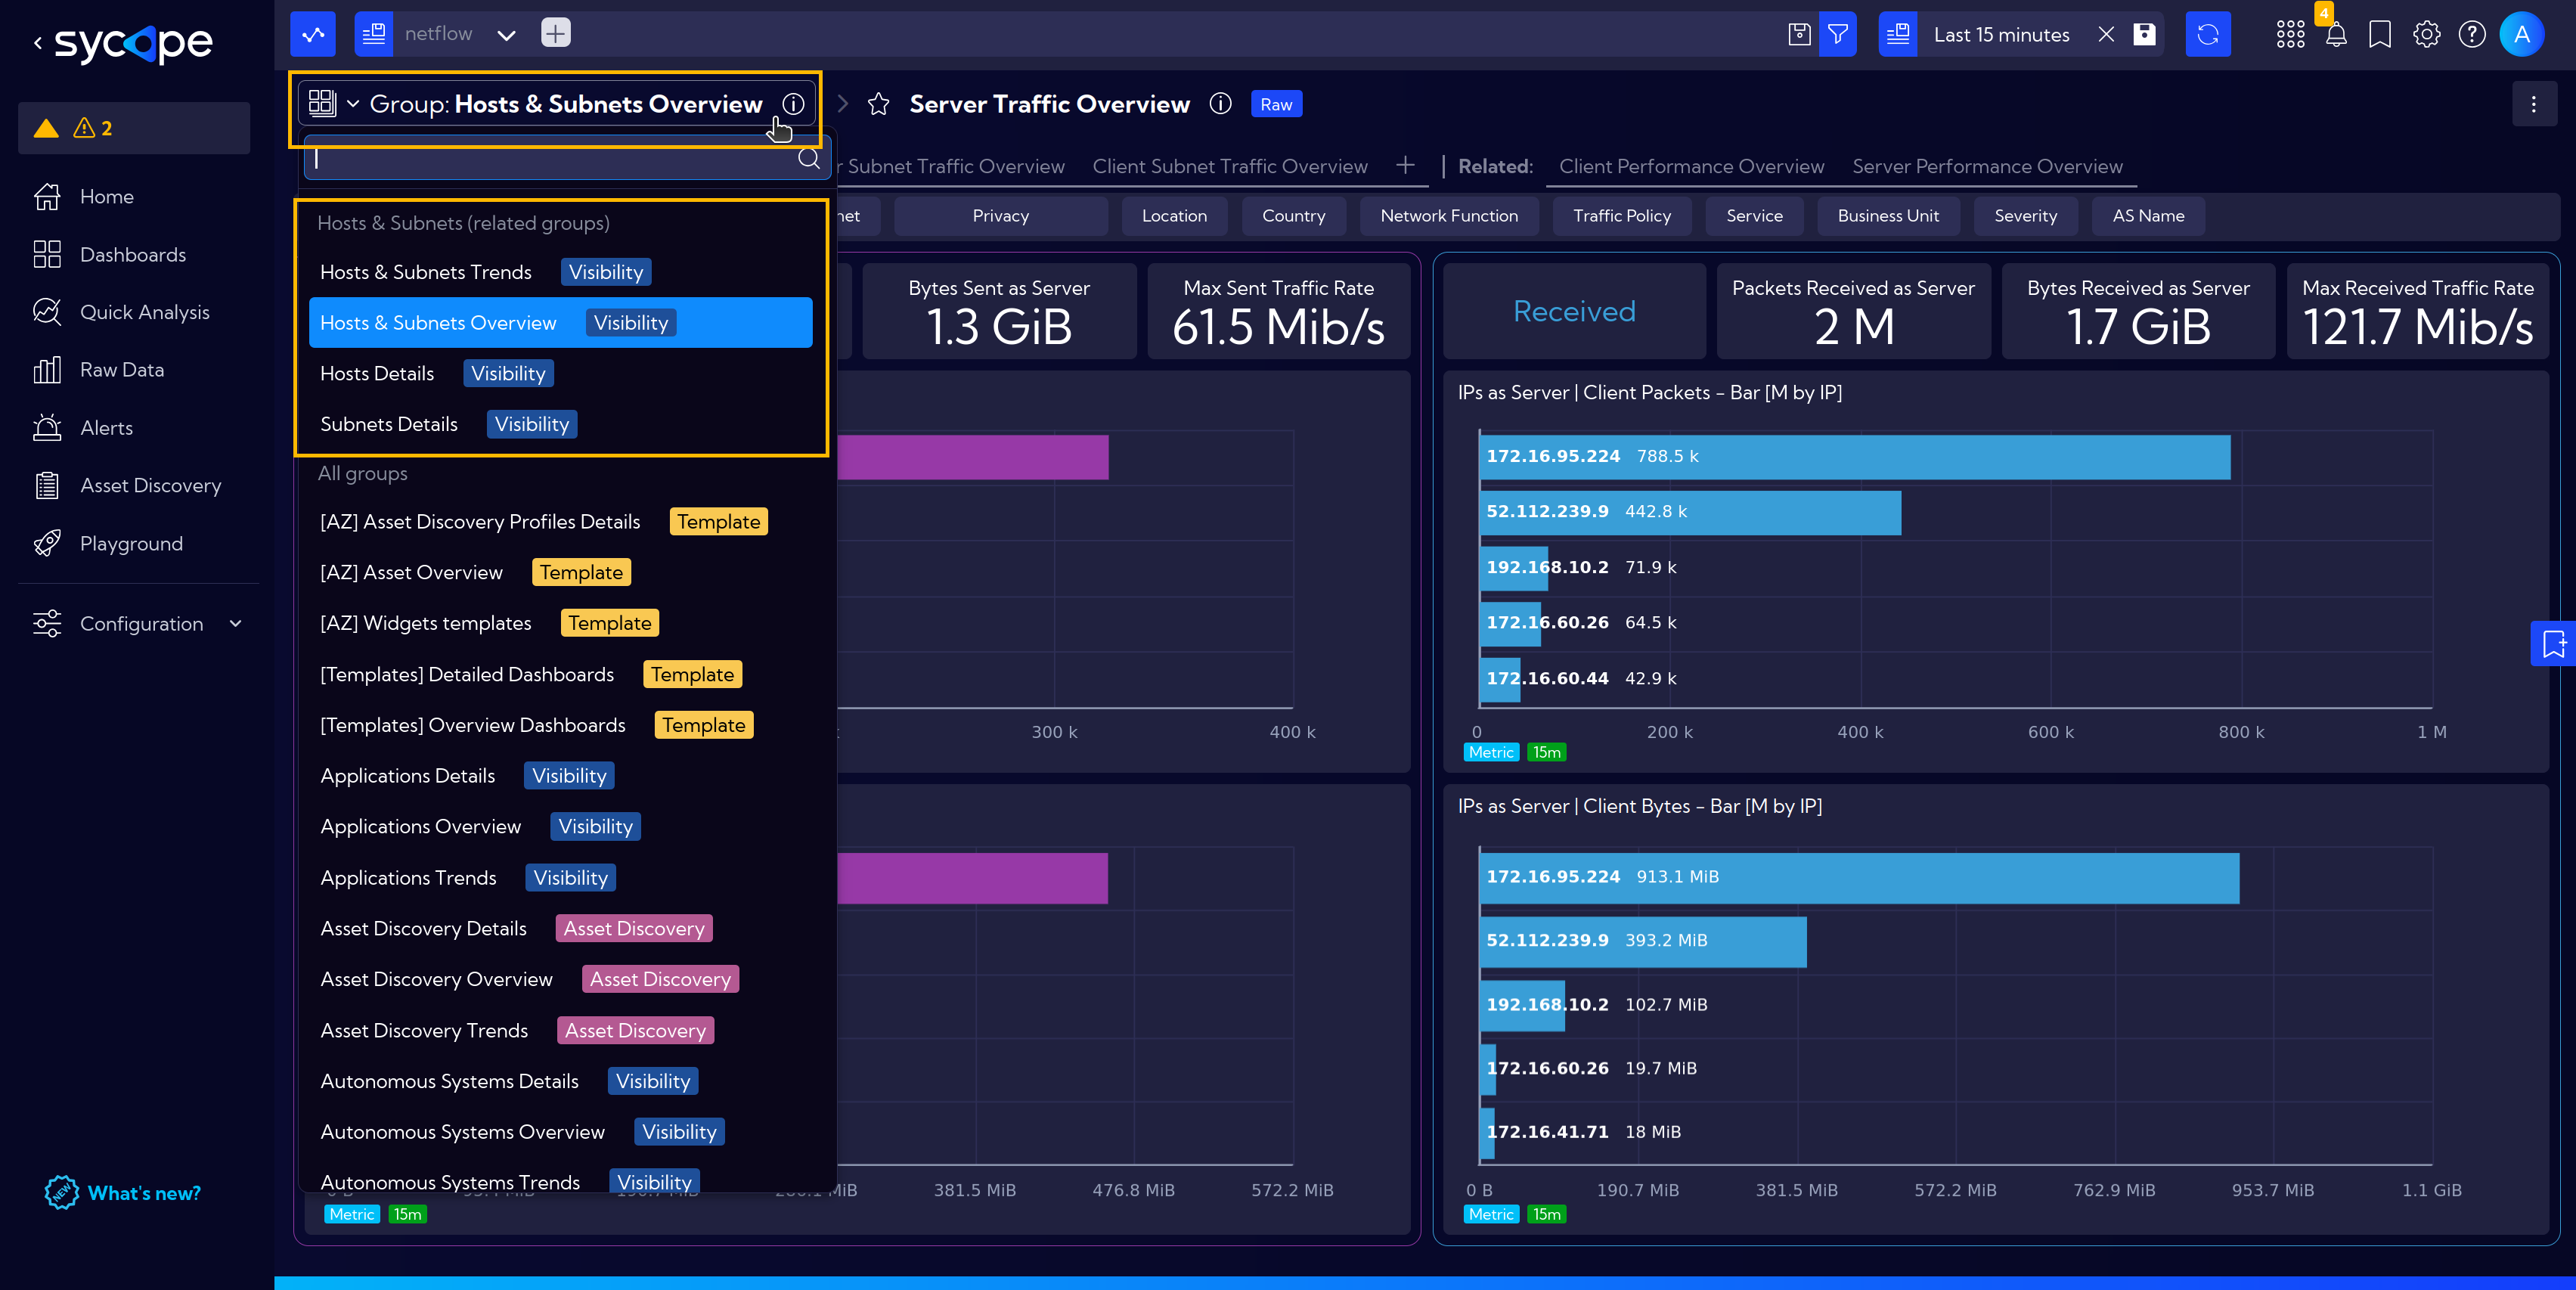 sycope
netflow
Last 15 minutes
4
A
2
Group: Hosts & Subnets Overview
Server Traffic Overview
Raw
Subnet Traffic Overview
Client Subnet Traffic Overview
Related:
Client Performance Overview
Server Performance Overview
Home
Dashboards
Quick Analysis
Raw Data
Alerts
Asset Discovery
Playground
Configuration
What's new?
NEW
Hosts & Subnets (related groups)
Hosts & Subnets Trends Visibility
Hosts & Subnets Overview Visibility
Hosts Details Visibility
Subnets Details Visibility
All groups
[AZ] Asset Discovery Profiles Details Template
[AZ] Asset Overview Template
[AZ] Widgets templates Template
[Templates] Detailed Dashboards Template
[Templates] Overview Dashboards Template
Applications Details Visibility
Applications Overview Visibility
Applications Trends Visibility
Asset Discovery Details Asset Discovery
Asset Discovery Overview Asset Discovery
Asset Discovery Trends Asset Discovery
Autonomous Systems Details Visibility
Autonomous Systems Overview Visibility
Autonomous Systems Trends Visibility
Privacy
Location
Country
Network Function
Traffic Policy
Service
Business Unit
Severity
AS Name
Bytes Sent as Server
1.3 GiB
Max Sent Traffic Rate
61.5 Mib/s
300 k
400 k
381.5 MiB
476.8 MiB
572.2 MiB
Metric 15m
Received
Packets Received as Server
2 M
Bytes Received as Server
1.7 GiB
Max Received Traffic Rate
121.7 Mib/s
IPs as Server | Client Packets - Bar [M by IP]
172.16.95.224 788.5 k
52.112.239.9 442.8 k
192.168.10.2 71.9 k
172.16.60.26 64.5 k
172.16.60.44 42.9 k
0 200 k 400 k 600 k 800 k 1 M
Metric 15m
IPs as Server | Client Bytes - Bar [M by IP]
172.16.95.224 913.1 MiB
52.112.239.9 393.2 MiB
192.168.10.2 102.7 MiB
172.16.60.26 19.7 MiB
172.16.41.71 18 MiB
0 B 190.7 MiB 381.5 MiB 572.2 MiB 762.9 MiB 953.7 MiB 1.1 GiB
Metric 15m